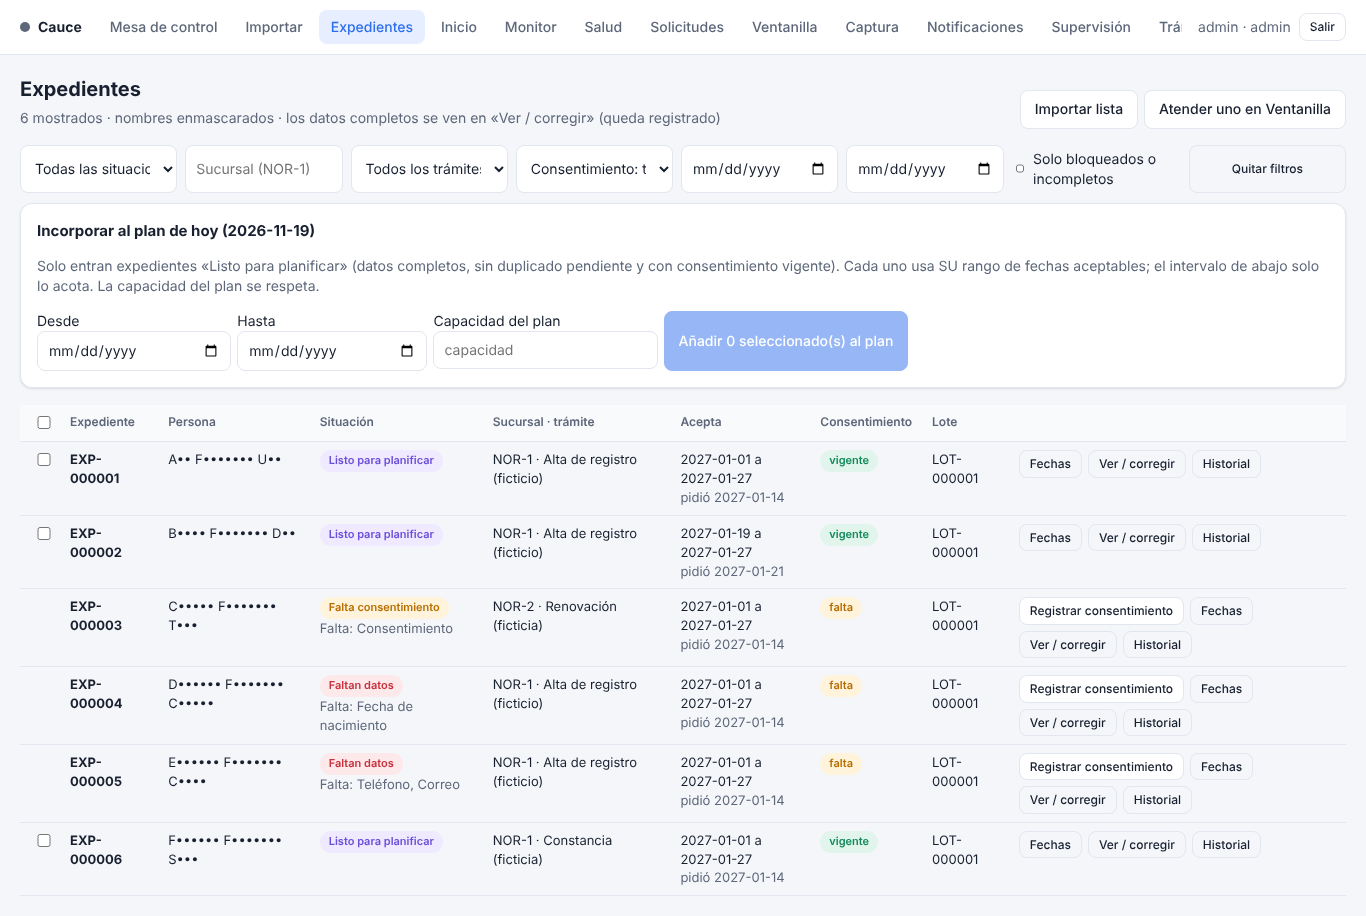 Cauce Mesa de control Importar Expedientes Inicio Monitor Salud Solicitudes Ventanilla Captura Notificaciones Supervisión Trá admin · admin Salir
Expedientes
6 mostrados · nombres enmascarados · los datos completos se ven en «Ver / corregir» (queda registrado)
Importar lista Atender uno en Ventanilla
Todas las situacic Sucursal (NOR-1) Todos los trámites Consentimiento: t mm/dd/yyyy mm/dd/yyyy Solo bloqueados o
incompletos
Quitar filtros
Incorporar al plan de hoy (2026-11-19)
Solo entran expedientes «Listo para planificar» (datos completos, sin duplicado pendiente y con consentimiento vigente). Cada uno usa SU rango de fechas aceptables; el intervalo de abajo solo
lo acota. La capacidad del plan se respeta.
Desde Hasta Capacidad del plan
mm/dd/yyyy mm/dd/yyyy capacidad Añadir 0 seleccionado(s) al plan
Expediente Persona Situación Sucursal · trámite Acepta Consentimiento Lote
EXP- A•• F••••••• U•• Listo para planificar NOR-1 · Alta de registro 2027-01-01 a vigente LOT- Fechas Ver / corregir Historial
000001 (ficticio) 2027-01-27 000001
pidió 2027-01-14
EXP- B•••• F••••••• D•• Listo para planificar NOR-1 · Alta de registro 2027-01-19 a vigente LOT- Fechas Ver / corregir Historial
000002 (ficticio) 2027-01-27 000001
pidió 2027-01-21
EXP- C••••• F••••••• Falta consentimiento NOR-2 · Renovación 2027-01-01 a falta LOT- Registrar consentimiento Fechas
000003 T••• Falta: Consentimiento (ficticia) 2027-01-27 000001
pidió 2027-01-14 Ver / corregir Historial
EXP- D•••••• F••••••• Faltan datos NOR-1 · Alta de registro 2027-01-01 a falta LOT- Registrar consentimiento Fechas
000004 C••••• Falta: Fecha de (ficticio) 2027-01-27 000001
nacimiento pidió 2027-01-14 Ver / corregir Historial
EXP- E•••••• F••••••• Faltan datos NOR-1 · Alta de registro 2027-01-01 a falta LOT- Registrar consentimiento Fechas
000005 C•••• Falta: Teléfono, Correo (ficticio) 2027-01-27 000001
pidió 2027-01-14 Ver / corregir Historial
EXP- F•••••• F••••••• Listo para planificar NOR-1 · Constancia 2027-01-01 a vigente LOT- Fechas Ver / corregir Historial
000006 S••• (ficticia) 2027-01-27 000001
pidió 2027-01-14